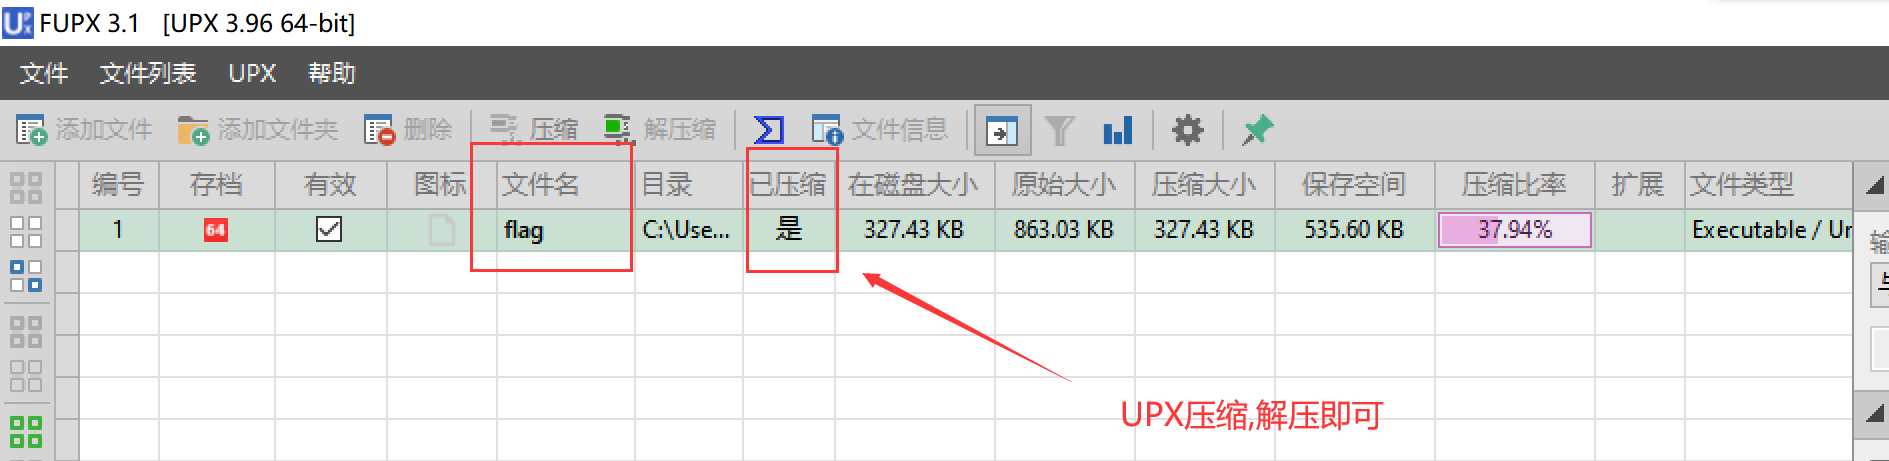 FUPX 3.1 [UPX 3.96 64-bit]
文件 文件列表 UPX 帮助
添加文件 添加文件夹 删除 压缩 解压缩 文件信息
编号 存档 有效 图标 文件名 目录 已压缩 在磁盘大小 原始大小 压缩大小 保存空间 压缩比率 扩展 文件类型
1 64 flag C:\Use... 是 327.43 KB 863.03 KB 327.43 KB 535.60 KB 37.94% Executable /
UPX压缩,解压即可